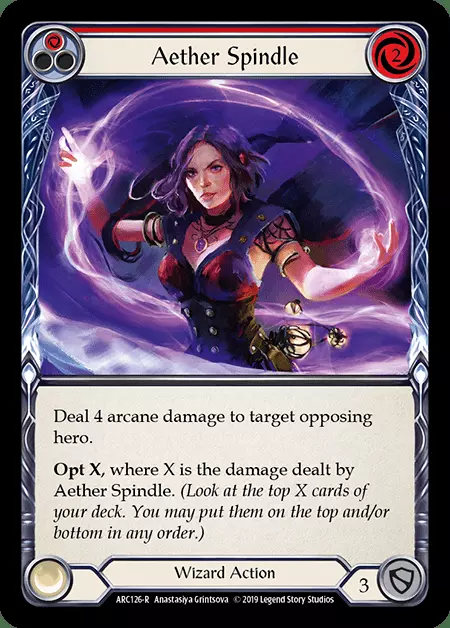 Aether Spindle
2
Deal 4 arcane damage to target opposing
hero.
Opt X, where X is the damage dealt by
Aether Spindle. (Look at the top X cards of
your deck. You may put them on the top and/or
bottom in any order.)
Wizard Action
3
ARC126-R Anastasiya Grintsova © 2019 Legend Story Studios